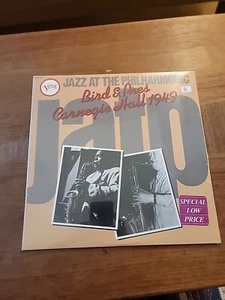 Verve
JAZZ AT THE PHILHARMONIC
Bird & Pres
Carnegie Hall 1949
jatp
SPECIAL
LOW
PRICE